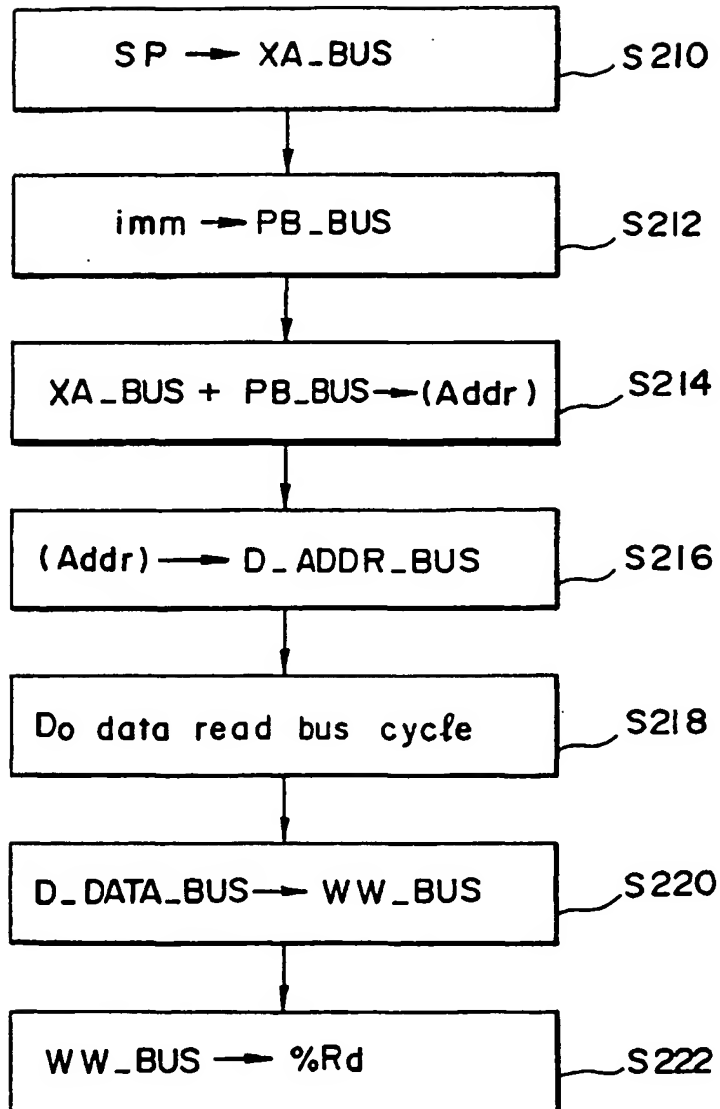 SP → XA_BUS S210
imm → PB_BUS S212
XA_BUS + PB_BUS → (Addr) S214
(Addr) → D_ADDR_BUS S216
Do data read bus cycle S218
D_DATA_BUS → WW_BUS S220
WW_BUS → %Rd S222